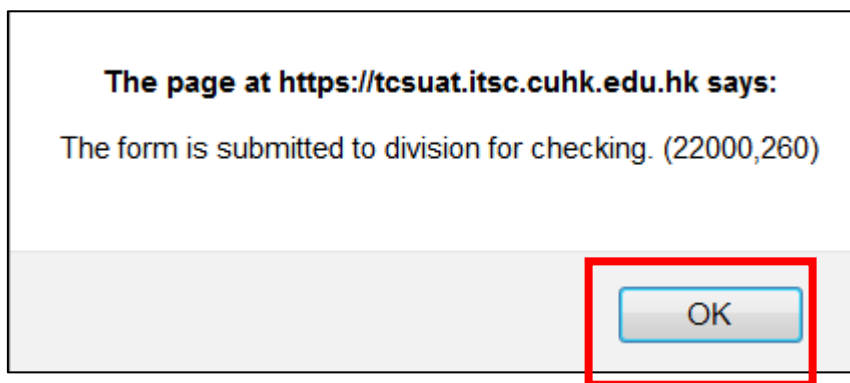 The page at https://tcsuat.itsc.cuhk.edu.hk says:
The form is submitted to division for checking. (22000,260)
OK